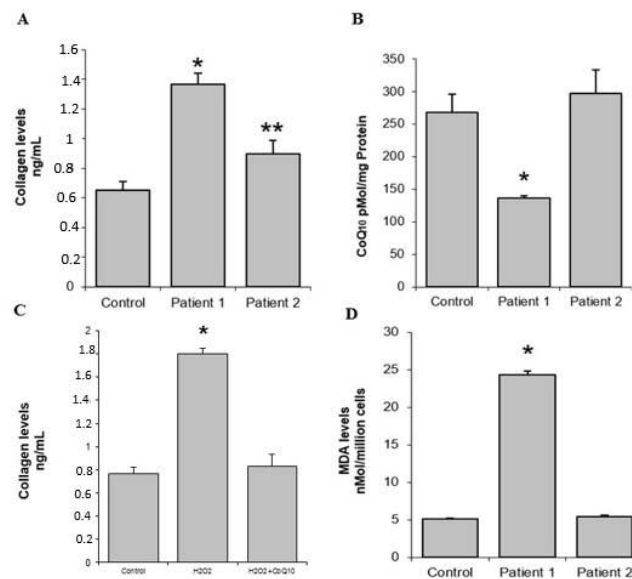 A
Collagen levels
ng/mL
1.6
1.4
1.2
1
0.8
0.6
0.4
0.2
0
*
**
Control Patient 1 Patient 2
B
CoQ10 pMol/mg Protein
350
300
250
200
150
100
50
0
*
Control Patient 1 Patient 2
C
Collagen levels
ng/mL
2
1.8
1.6
1.4
1.2
1
0.8
0.6
0.4
0.2
0
*
Control H2O2 H2O2+CoQ10
D
MDA levels
nMol/million cells
30
25
20
15
10
5
0
*
Control Patient 1 Patient 2